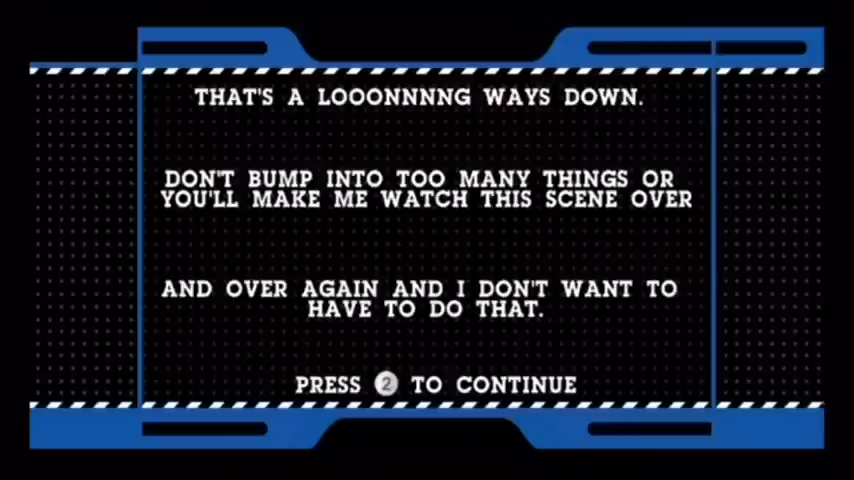 THAT'S A LOOONNNNG WAYS DOWN.
DON'T BUMP INTO TOO MANY THINGS OR
YOU'LL MAKE ME WATCH THIS SCENE OVER
AND OVER AGAIN AND I DON'T WANT TO
HAVE TO DO THAT.
PRESS 2 TO CONTINUE